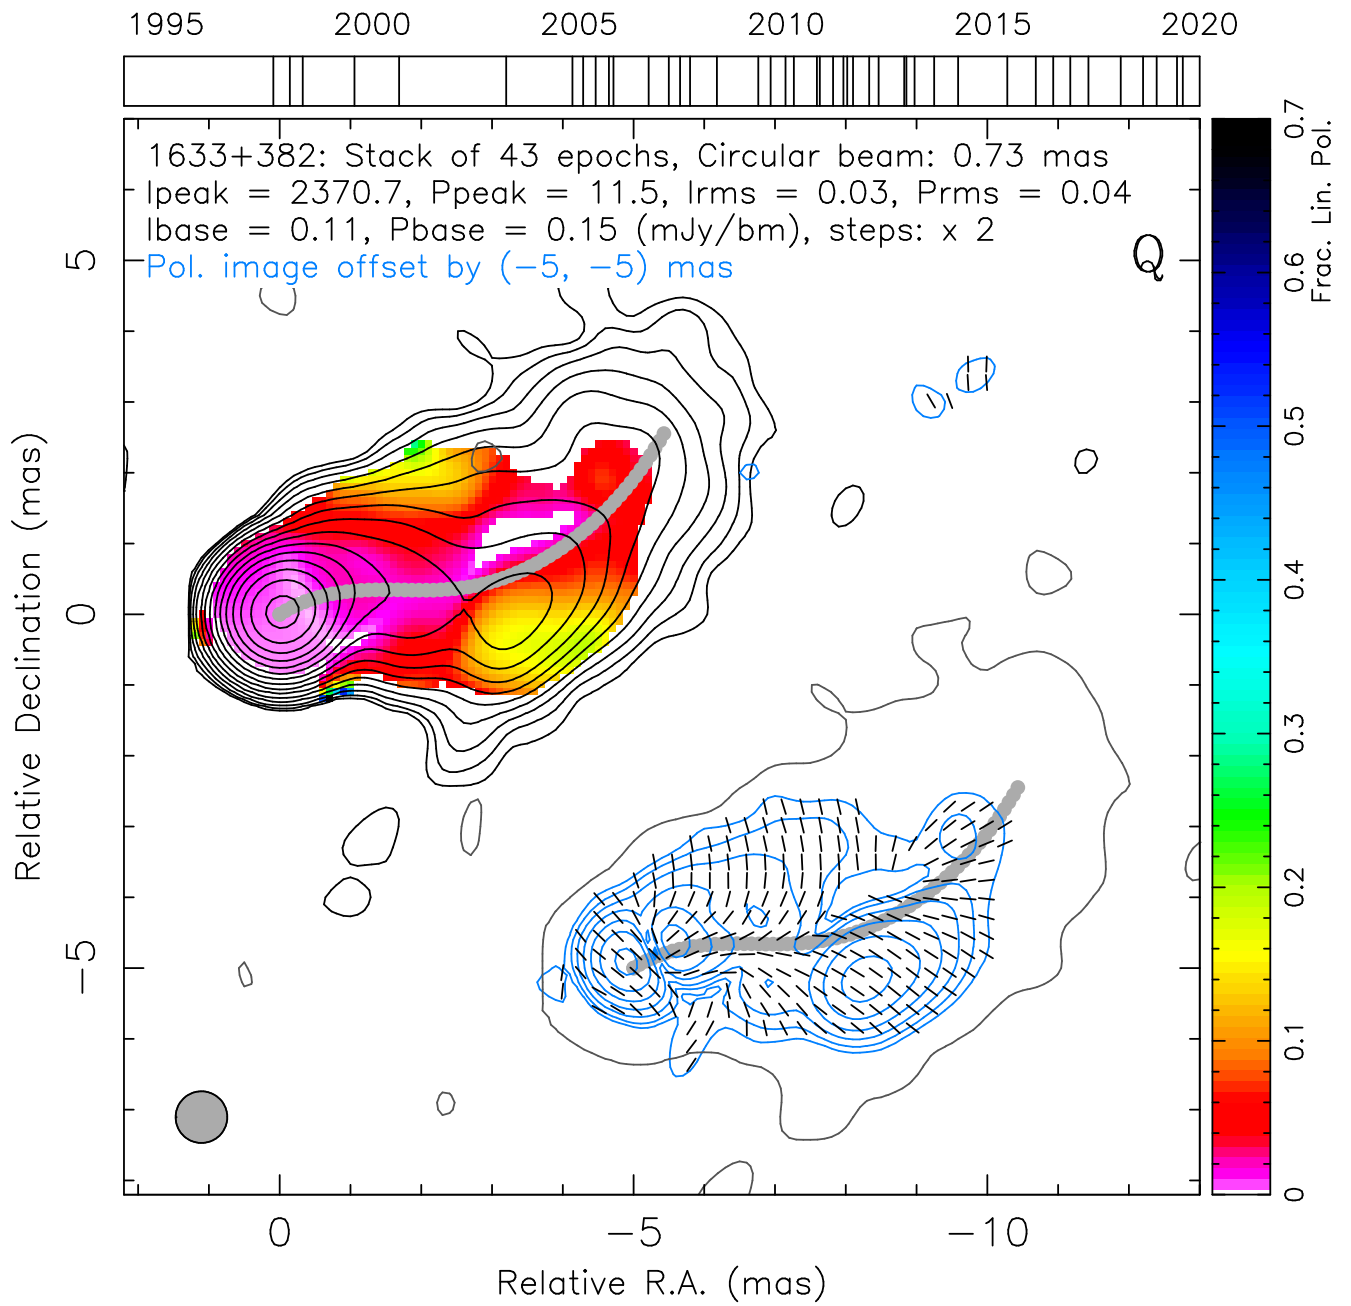 1995 2000 2005 2010 2015 2020
1633+382: Stack of 43 epochs, Circular beam: 0.73 mas
Ipeak = 2370.7, Ppeak = 11.5, Irms = 0.03, Prms = 0.04
Ibase = 0.11, Pbase = 0.15 (mJy/bm), steps: x 2
Pol. image offset by (−5, −5) mas
Q
5
0
−5
Relative Declination (mas)
0 −5 −10
Relative R.A. (mas)
0.7
0.6
0.5
0.4
0.3
0.2
0.1
0
Frac. Lin. Pol.